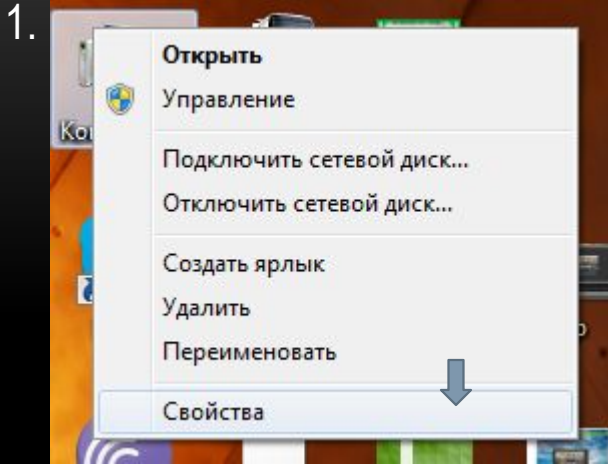 1.
Открыть
Управление
Подключить сетевой диск...
Отключить сетевой диск...
Создать ярлык
Удалить
Переименовать
Свойства